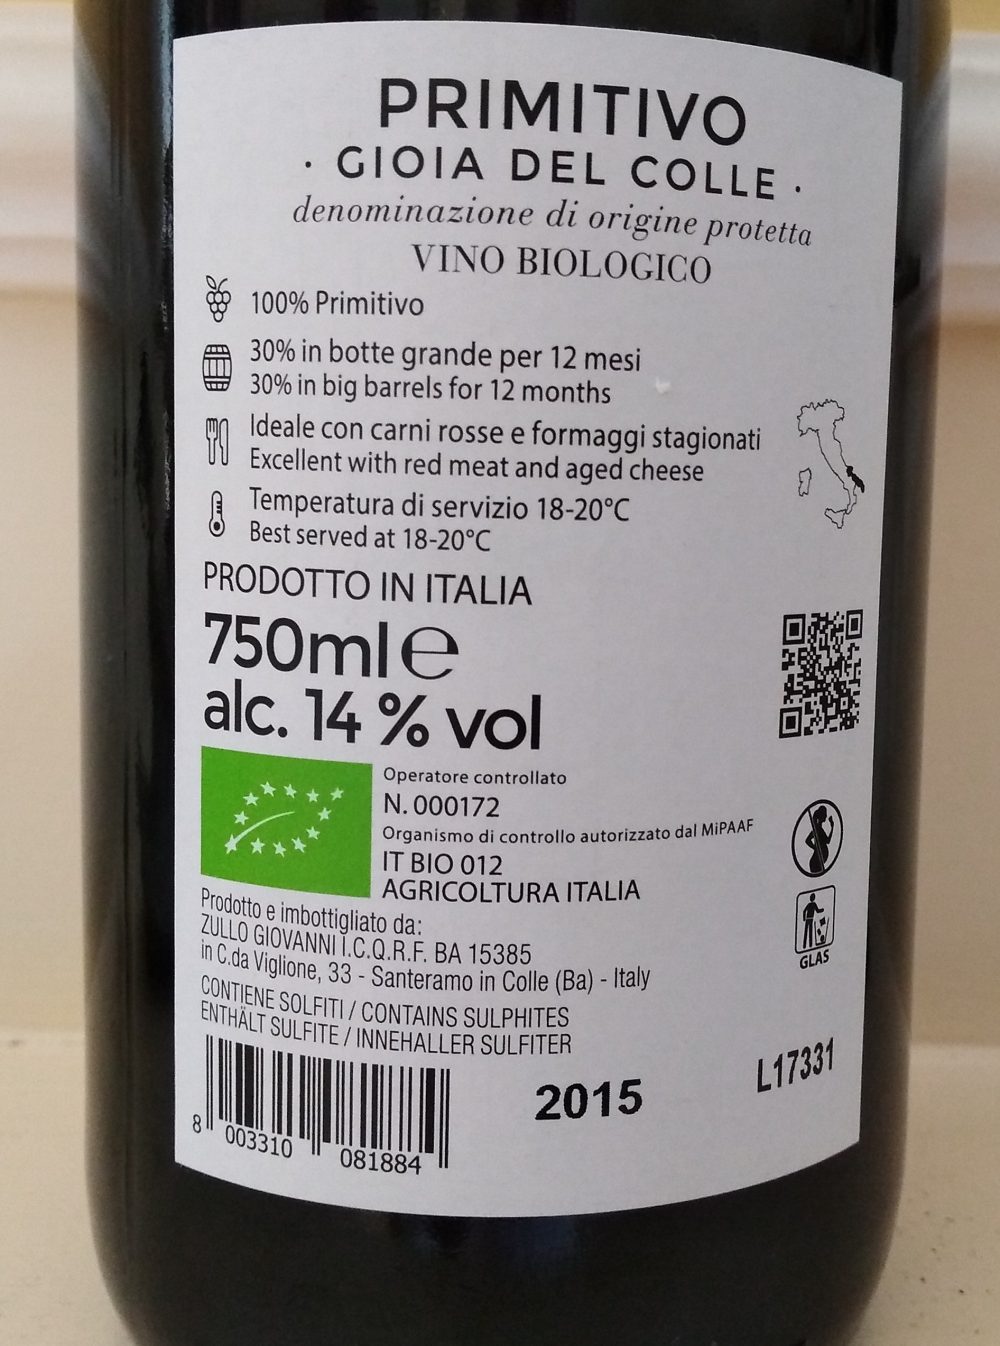 PRIMITIVO
· GIOIA DEL COLLE ·
denominazione di origine protetta
VINO BIOLOGICO
100% Primitivo
30% in botte grande per 12 mesi
30% in big barrels for 12 months
Ideale con carni rosse e formaggi stagionati
Excellent with red meat and aged cheese
Temperatura di servizio 18-20°C
Best served at 18-20°C
PRODOTTO IN ITALIA
750ml e
alc. 14 % vol
Operatore controllato
N. 000172
Organismo di controllo autorizzato dal MiPAAF
IT BIO 012
AGRICOLTURA ITALIA
GLAS
Prodotto e imbottigliato da:
ZULLO GIOVANNI I.C.Q.R.F. BA 15385
in C.da Viglione, 33 - Santeramo in Colle (Ba) - Italy
CONTIENE SOLFITI / CONTAINS SULPHITES
ENTHÄLT SULFITE / INNEHALLER SULFITER
8 003310 081884
2015
L17331